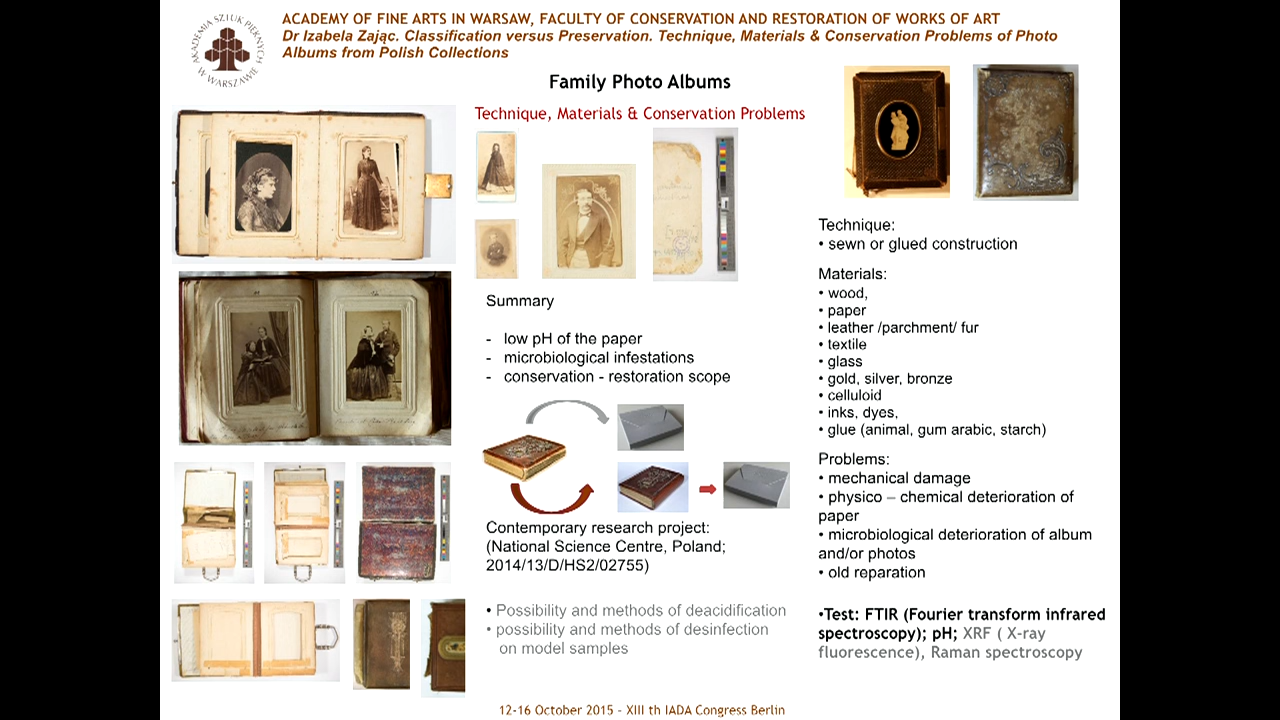 AKADEMIA SZTUK PIĘKNYCH
W WARSZAWIE
ACADEMY OF FINE ARTS IN WARSAW, FACULTY OF CONSERVATION AND RESTORATION OF WORKS OF ART
Dr Izabela Zając. Classification versus Preservation. Technique, Materials & Conservation Problems of Photo
Albums from Polish Collections
Family Photo Albums
Technique, Materials & Conservation Problems
Summary
- low pH of the paper
- microbiological infestations
- conservation - restoration scope
Contemporary research project:
(National Science Centre, Poland;
2014/13/D/HS2/02755)
• Possibility and methods of deacidification
• possibility and methods of desinfection
on model samples
Technique:
• sewn or glued construction
Materials:
• wood,
• paper
• leather /parchment/ fur
• textile
• glass
• gold, silver, bronze
• celluloid
• inks, dyes,
• glue (animal, gum arabic, starch)
Problems:
• mechanical damage
• physico – chemical deterioration of
paper
• microbiological deterioration of album
and/or photos
• old reparation
•Test: FTIR (Fourier transform infrared
spectroscopy); pH; XRF ( X-ray
fluorescence), Raman spectroscopy
12-16 October 2015 - XIII th IADA Congress Berlin